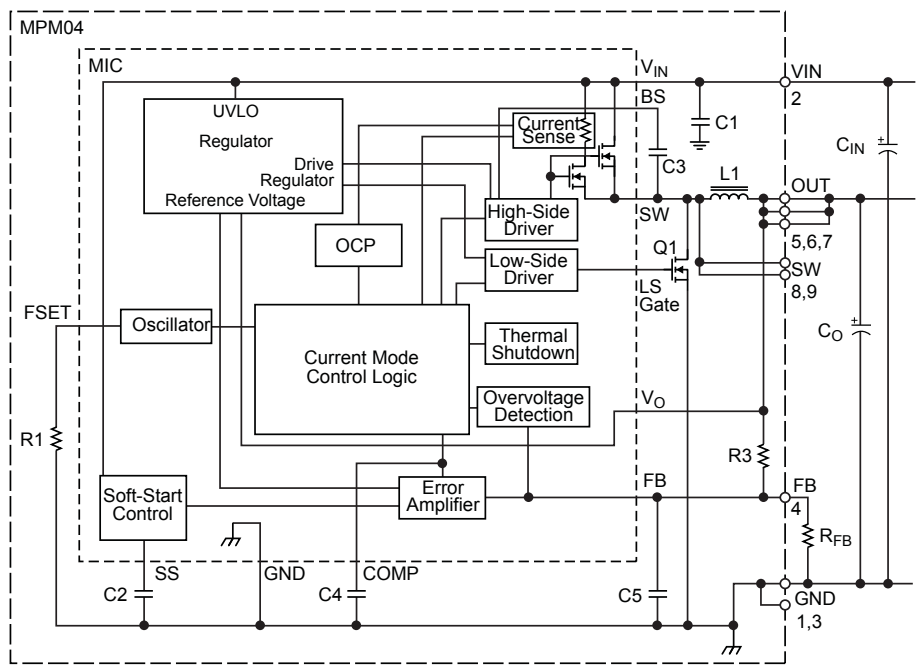 MPM04
MIC
VIN
VIN
2
UVLO
Regulator
Drive
Regulator
Reference Voltage
BS
Current
Sense
C1
C3
CIN
L1
OUT
5,6,7
SW
High-Side
Driver
OCP
Low-Side
Driver
Q1
LS
Gate
SW
8,9
CO
FSET
Oscillator
Current Mode
Control Logic
Thermal
Shutdown
Overvoltage
Detection
VO
R1
R3
Soft-Start
Control
Error
Amplifier
FB
FB
4
RFB
SS
GND
COMP
C2
C4
C5
GND
1,3